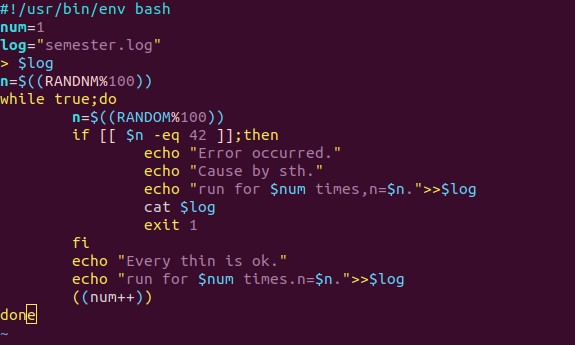 #!/usr/bin/env bash
num=1
log="semester.log"
> $log
n=$((RANDNM%100))
while true;do
        n=$((RANDOM%100))
        if [[ $n -eq 42 ]];then
                echo "Error occurred."
                echo "Cause by sth."
                echo "run for $num times,n=$n.">>$log
                cat $log
                exit 1
        fi
        echo "Every thin is ok."
        echo "run for $num times.n=$n.">>$log
        ((num++))
done
~